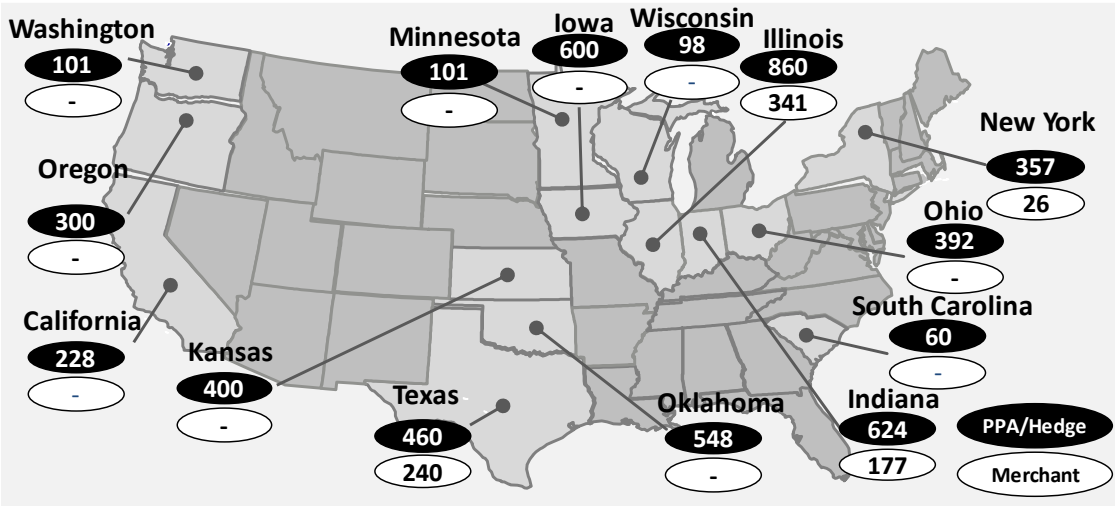 Washington
101
-
Minnesota
101
-
Iowa
600
-
Wisconsin
98
-
Illinois
860
341
New York
357
26
Oregon
300
-
Ohio
392
-
California
228
-
Kansas
400
-
South Carolina
60
-
Texas
460
240
Oklahoma
548
-
Indiana
624
177
PPA/Hedge
Merchant